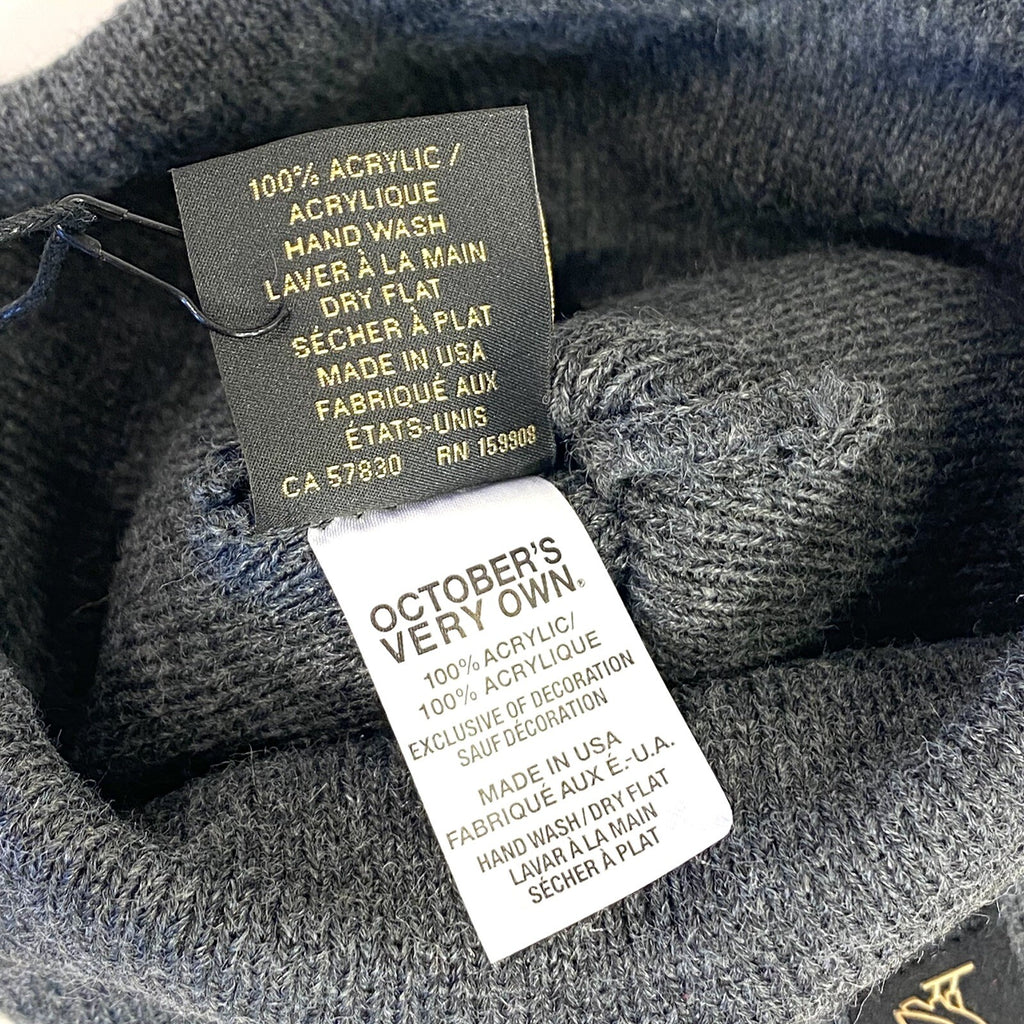 100% ACRYLIC /
ACRYLIQUE
HAND WASH
LAVER À LA MAIN
DRY FLAT
SÉCHER À PLAT
MADE IN USA
FABRIQUÉ AUX
ÉTATS-UNIS
CA 57830 RN 159908
OCTOBER'S
VERY OWN®
100% ACRYLIC/
100% ACRYLIQUE
EXCLUSIVE OF DECORATION
SAUF DÉCORATION
MADE IN USA
FABRIQUÉ AUX É.-U.A.
HAND WASH/DRY FLAT
LAVAR À LA MAIN
SÉCHER À PLAT